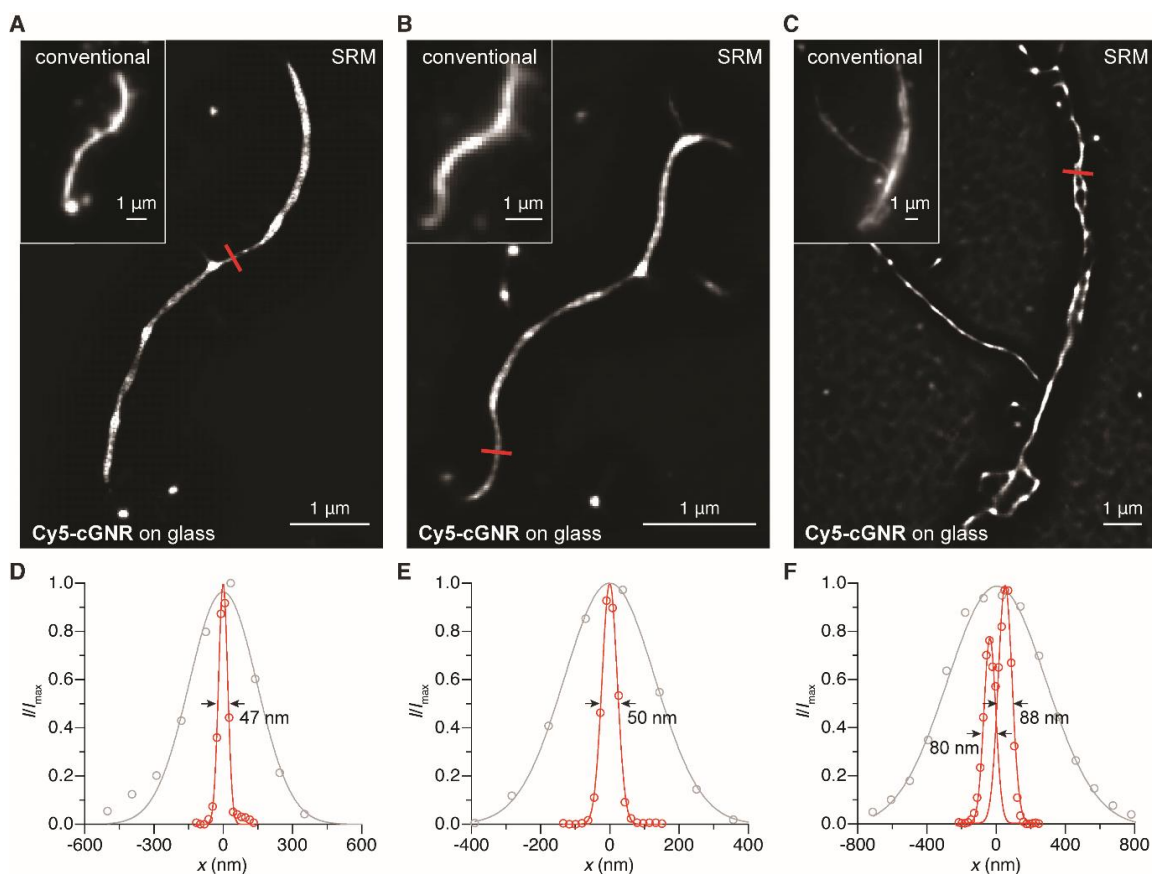 A
conventional
SRM
1 μm
1 μm
Cy5-cGNR on glass
B
conventional
SRM
1 μm
1 μm
Cy5-cGNR on glass
C
conventional
SRM
1 μm
1 μm
Cy5-cGNR on glass
D
1.0
0.8
0.6
0.4
0.2
0.0
I/Imax
47 nm
-600
-300
0
300
600
x (nm)
E
1.0
0.8
0.6
0.4
0.2
0.0
I/Imax
50 nm
-400
-200
0
200
400
x (nm)
F
1.0
0.8
0.6
0.4
0.2
0.0
I/Imax
88 nm
80 nm
-800
-400
0
400
800
x (nm)